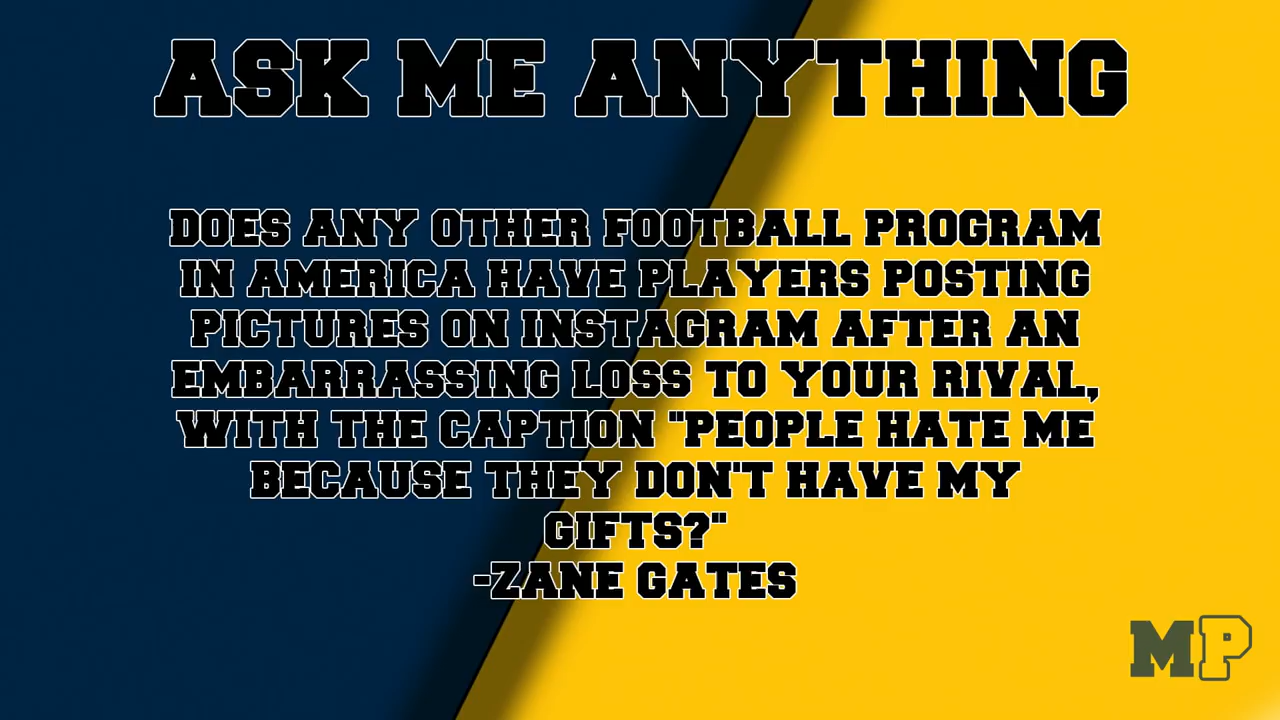 ASK ME ANYTHING
DOES ANY OTHER FOOTBALL PROGRAM
IN AMERICA HAVE PLAYERS POSTING
PICTURES ON INSTAGRAM AFTER AN
EMBARRASSING LOSS TO YOUR RIVAL,
WITH THE CAPTION "PEOPLE HATE ME
BECAUSE THEY DON'T HAVE MY
GIFTS?"
-ZANE GATES
MP